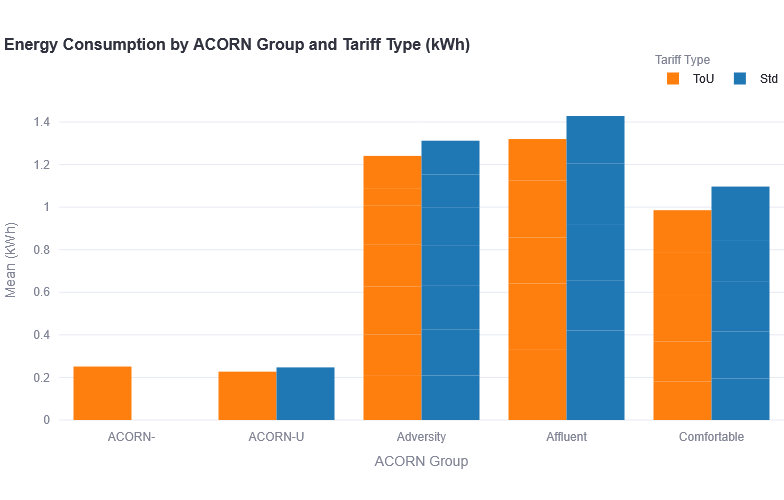 Energy Consumption by ACORN Group and Tariff Type (kWh)
Tariff Type
ToU Std
Mean (kWh)
1.4
1.2
1
0.8
0.6
0.4
0.2
0
ACORN- ACORN-U Adversity Affluent Comfortable
ACORN Group